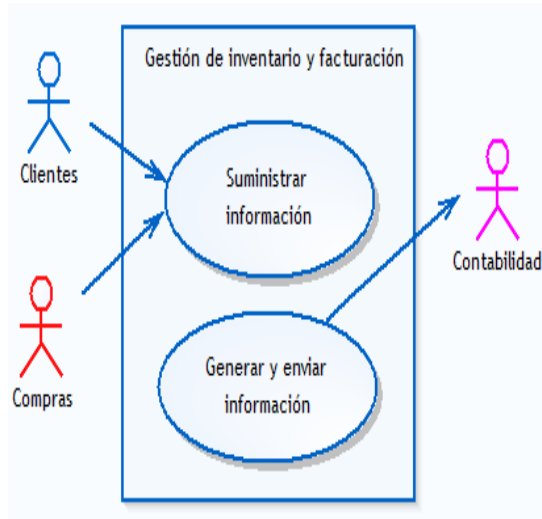 Gestión de inventario y facturación
Clientes
Suministrar
información
Contabilidad
Compras
Generar y enviar
información